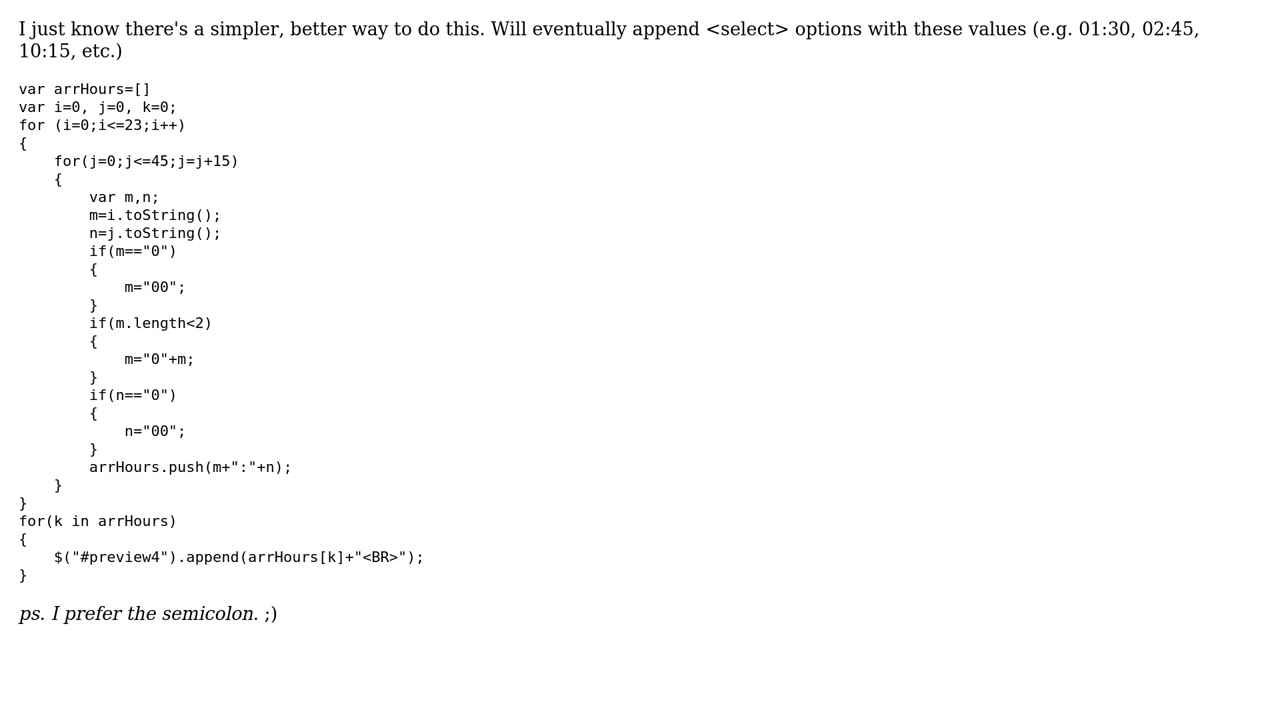 I just know there's a simpler, better way to do this. Will eventually append <select> options with these values (e.g. 01:30, 02:45,
10:15, etc.)
var arrHours=[]
var i=0, j=0, k=0;
for (i=0;i<=23;i++)
{
    for(j=0;j<=45;j=j+15)
    {
        var m,n;
        m=i.toString();
        n=j.toString();
        if(m=="0")
        {
            m="00";
        }
        if(m.length<2)
        {
            m="0"+m;
        }
        if(n=="0")
        {
            n="00";
        }
        arrHours.push(m+":"+n);
    }
}
for(k in arrHours)
{
    $("#preview4").append(arrHours[k]+"<BR>");
}
ps. I prefer the semicolon. ;)